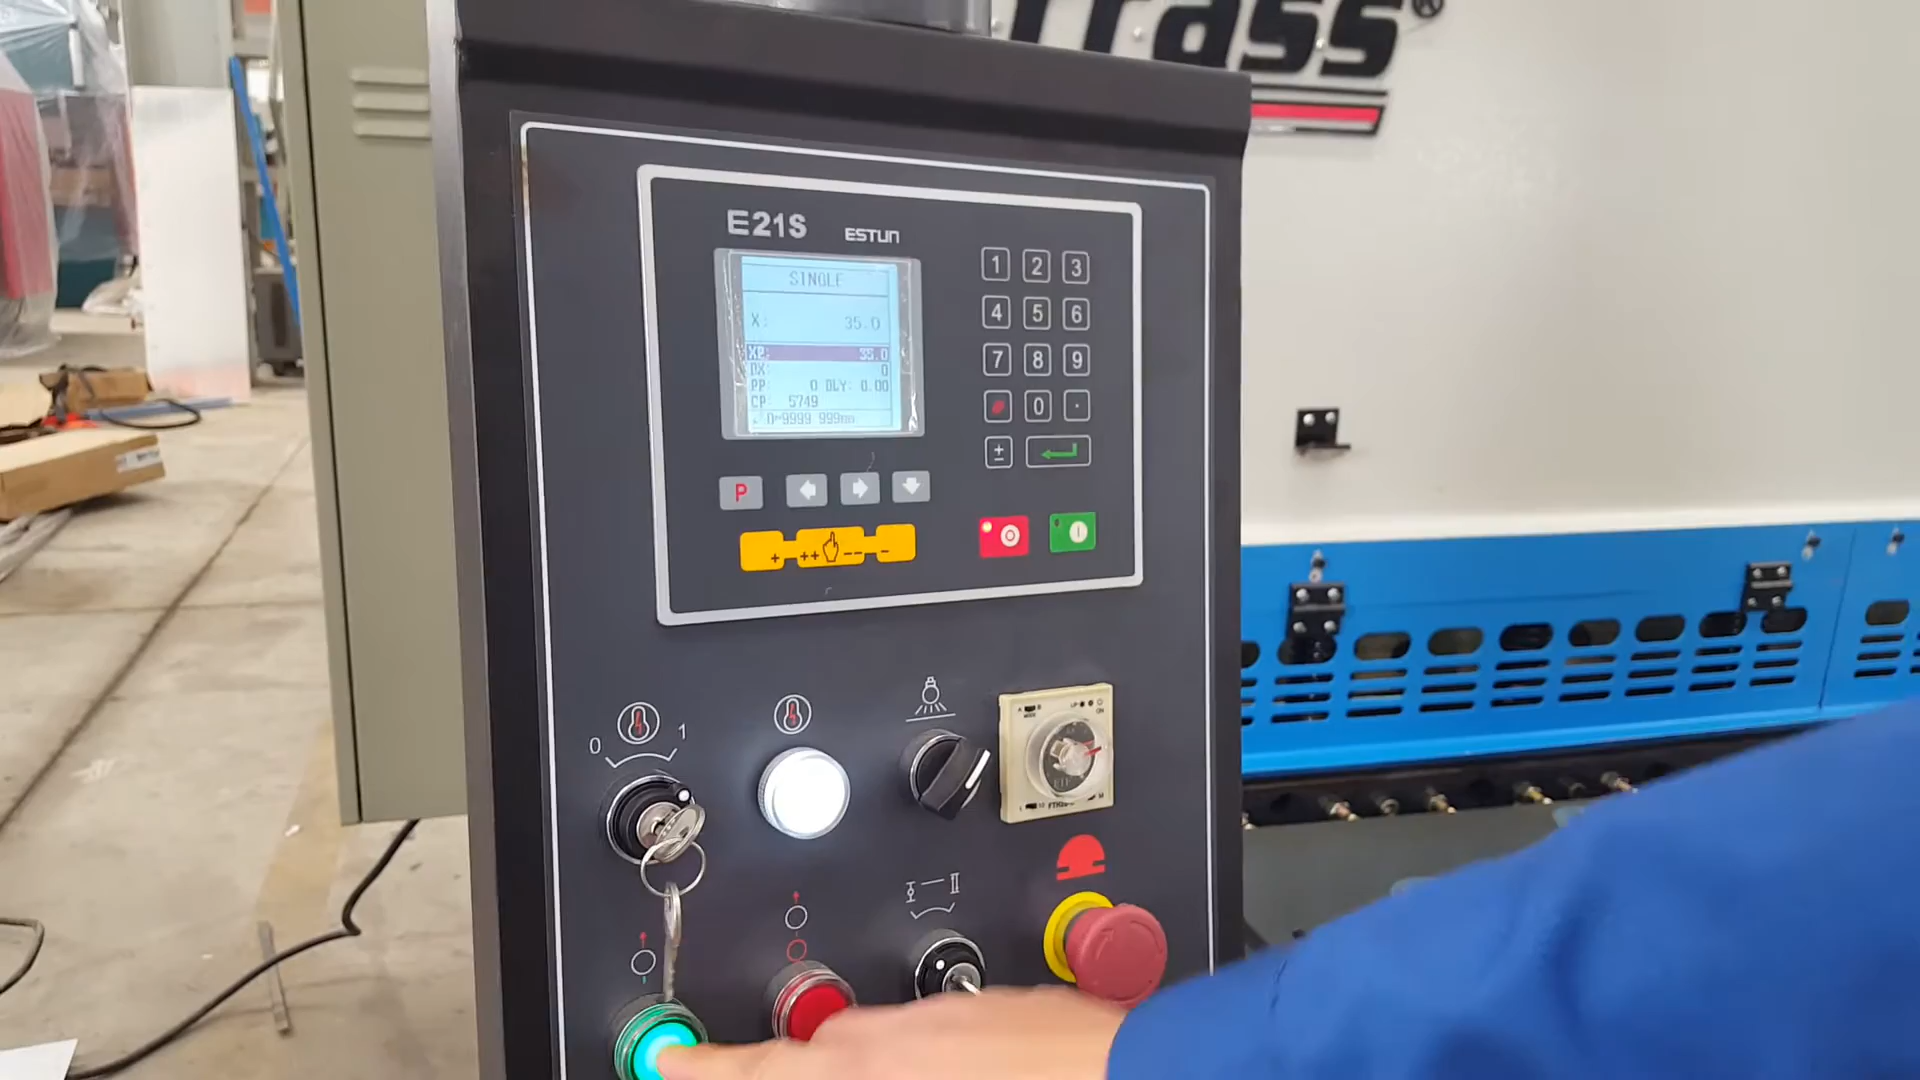 rass®
E21S ESTUN
SINGLE
X: 35.0
XP: 35.0
DX: 0
PP: 0 DLY: 0.00
CP: 5749
0~9999.999mm
1 2 3
4 5 6
7 8 9
0 .
±
P
+ ++ -- -
0 1